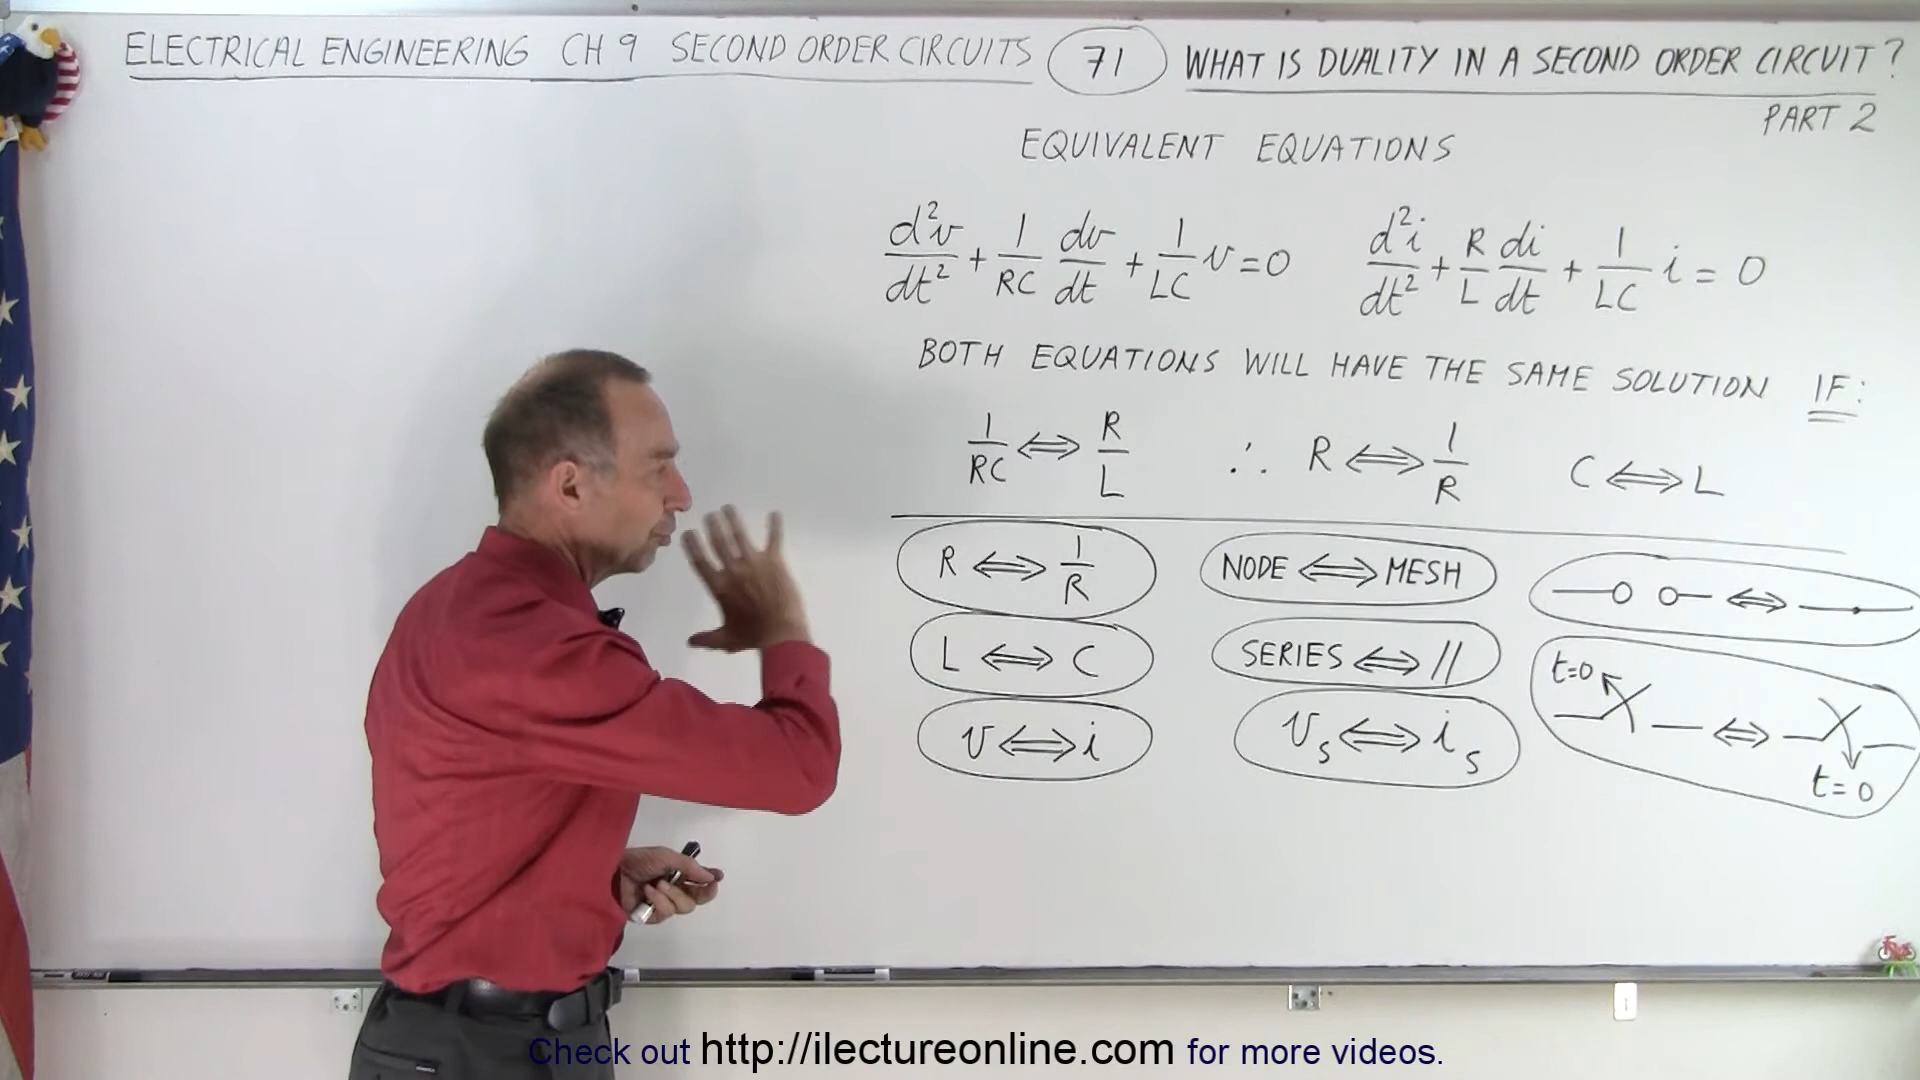 ELECTRICAL ENGINEERING CH 9 SECOND ORDER CIRCUITS 71 WHAT IS DUALITY IN A SECOND ORDER CIRCUIT?
PART 2
EQUIVALENT EQUATIONS
d²v/dt² + 1/RC dv/dt + 1/LC v = 0 d²i/dt² + R/L di/dt + 1/LC i = 0
BOTH EQUATIONS WILL HAVE THE SAME SOLUTION IF:
1/RC ⇔ R/L ∴ R ⇔ 1/R C ⇔ L
R ⇔ 1/R NODE ⇔ MESH ⇔
L ⇔ C SERIES ⇔ // t=0 ⇔ t=0
v ⇔ i v_s ⇔ i_s
Check out http://ilectureonline.com for more videos.